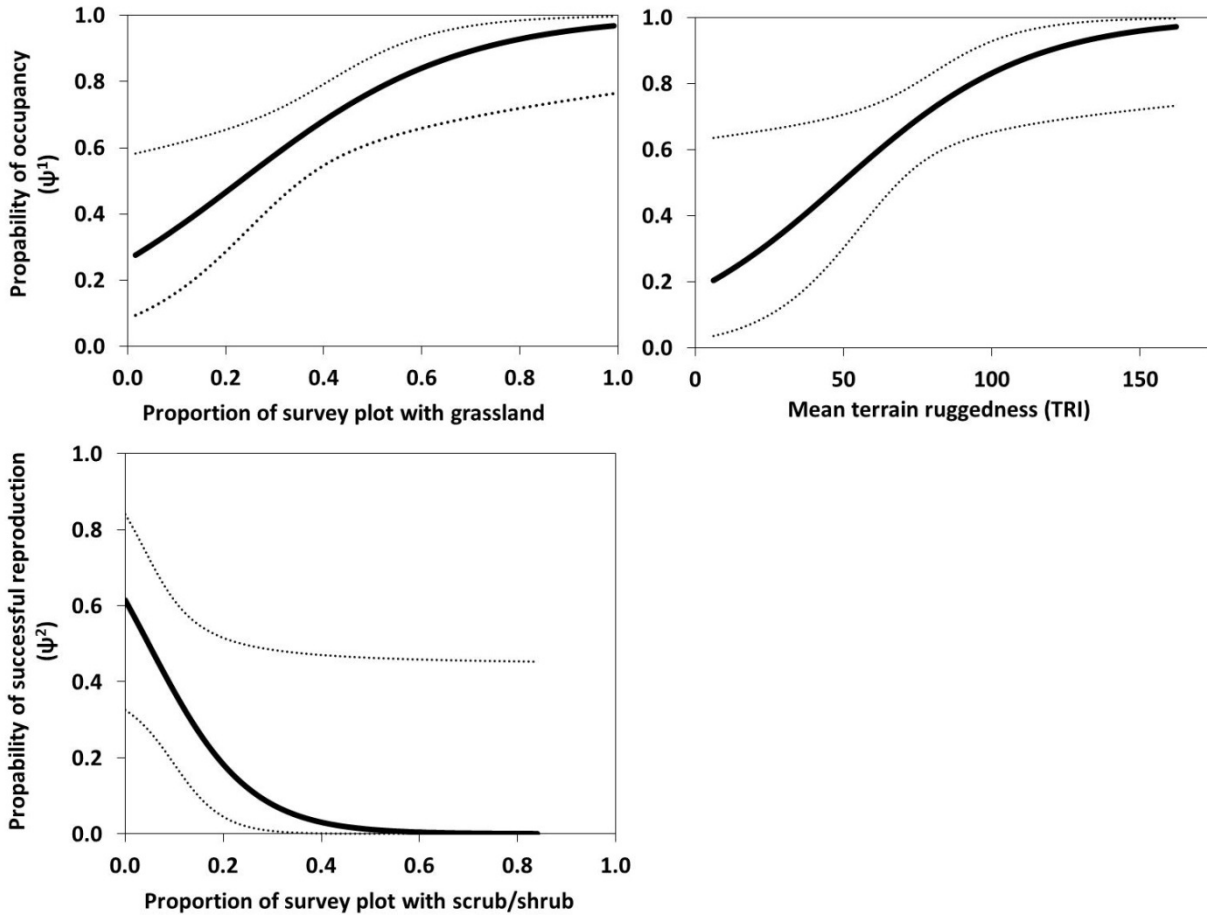 Propability of occupancy
(ψ¹)
1.0
0.8
0.6
0.4
0.2
0.0
0.0 0.2 0.4 0.6 0.8 1.0
Proportion of survey plot with grassland
1.0
0.8
0.6
0.4
0.2
0.0
0 50 100 150
Mean terrain ruggedness (TRI)
Propability of successful reproduction
(ψ²)
1.0
0.8
0.6
0.4
0.2
0.0
0.0 0.2 0.4 0.6 0.8 1.0
Proportion of survey plot with scrub/shrub